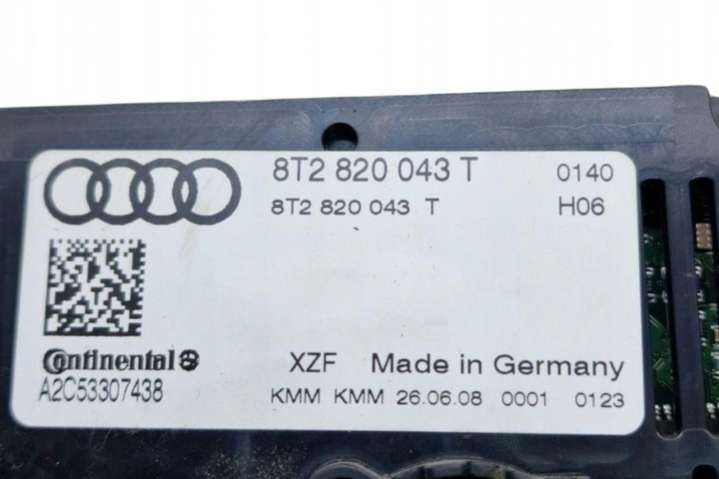 8T2 820 043 T 0140
8T2 820 043 T H06
Continental
XZF Made in Germany
A2C53307438
KMM KMM 26.06.08 0001 0123